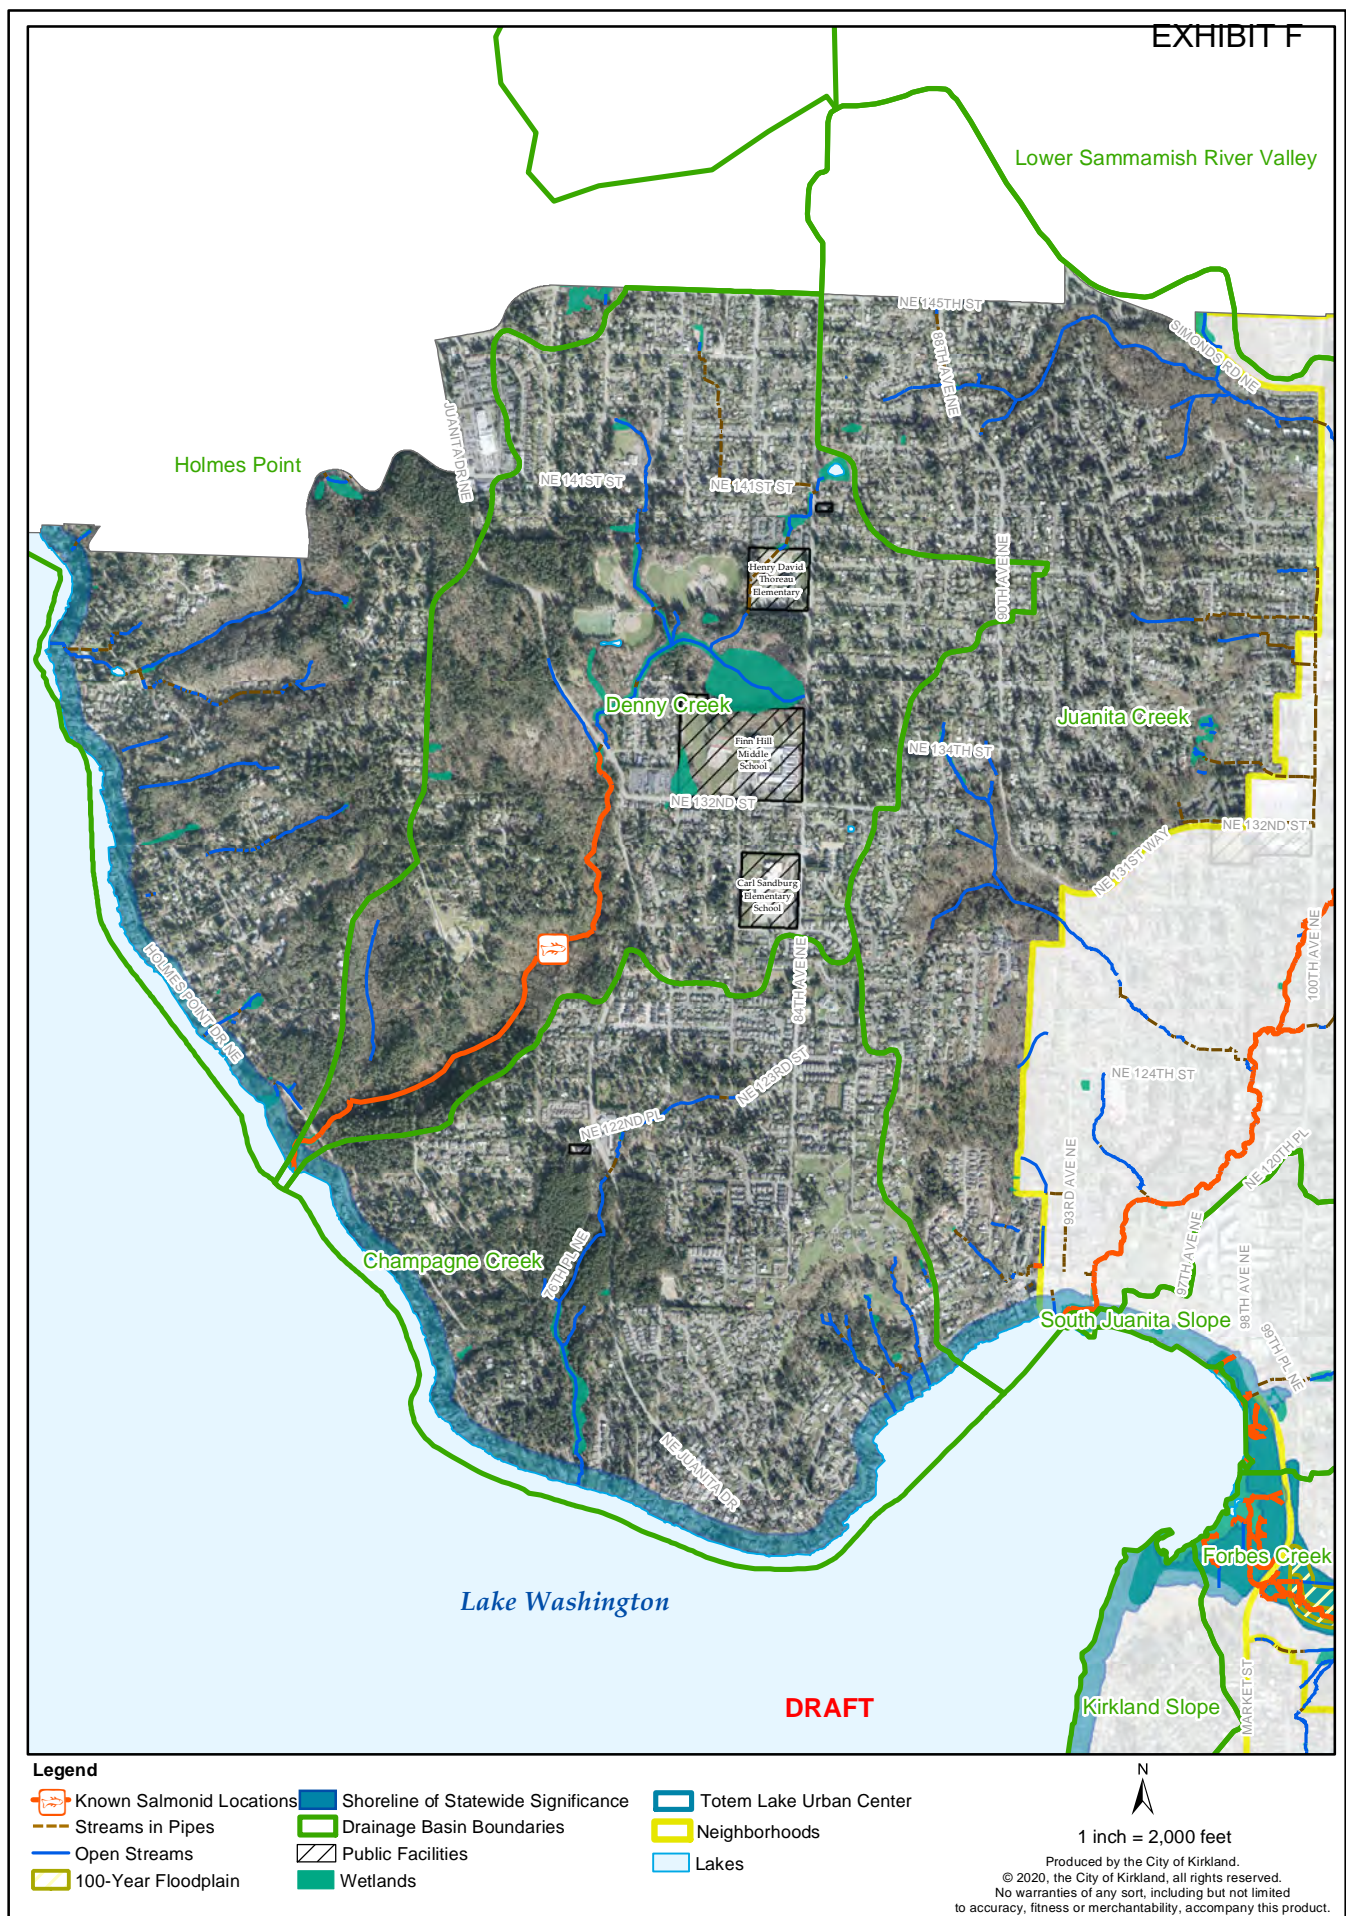 EXHIBIT F
Lower Sammamish River Valley
NE 145TH ST
88TH AVE NE
SIMONDS RD NE
JUANITA DR NE
Holmes Point
NE 141ST ST
NE 141ST ST
Henry David
Thoreau
Elementary
90TH AVE NE
Denny Creek
Juanita Creek
Finn Hill
Middle
School
NE 134TH ST
NE 132ND ST
NE 132ND ST
NE 131ST WAY
Carl Sandburg
Elementary
School
HOLMES POINT DR NE
84TH AVE NE
100TH AVE NE
NE 123RD ST
NE 124TH ST
NE 122ND PL
93RD AVE NE
NE 120TH PL
76TH PL NE
97TH AVE NE
98TH AVE NE
Champagne Creek
South Juanita Slope
99TH PL NE
NE JUANITA DR
Forbes Creek
Lake Washington
MARKET ST
DRAFT
Kirkland Slope
Legend
Known Salmonid Locations
Streams in Pipes
Open Streams
100-Year Floodplain
Shoreline of Statewide Significance
Drainage Basin Boundaries
Public Facilities
Wetlands
Totem Lake Urban Center
Neighborhoods
Lakes
N
1 inch = 2,000 feet
Produced by the City of Kirkland.
© 2020, the City of Kirkland, all rights reserved.
No warranties of any sort, including but not limited
to accuracy, fitness or merchantability, accompany this product.